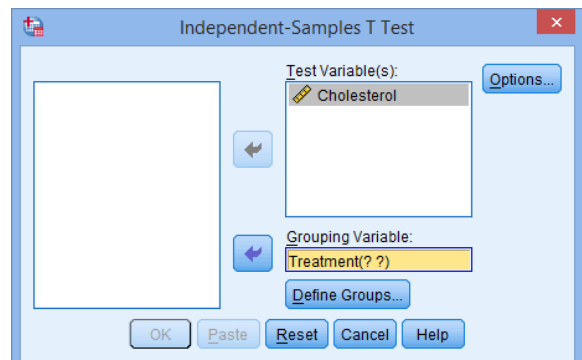 Independent-Samples T Test
Test Variable(s):
Cholesterol
Options...
Grouping Variable:
Treatment(? ?)
Define Groups...
OK Paste Reset Cancel Help